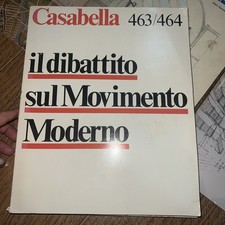 Casabella 463/464
il dibattito
sul Movimento
Moderno